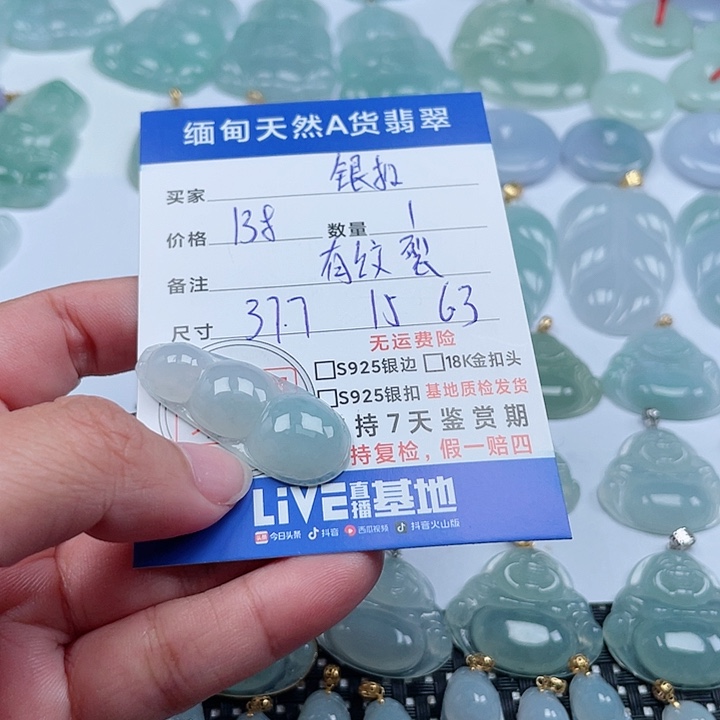 缅甸天然A货翡翠
买家 银扣
价格 138 数量 1
备注 有纹裂
尺寸 37.7 15 63
无运费险
S925银边 18K金扣头
S925银扣 基地质检发货
持7天鉴赏期
持复检,假一赔四
LiVE直播基地
头条 今日头条 抖音 西瓜视频 抖音火山版